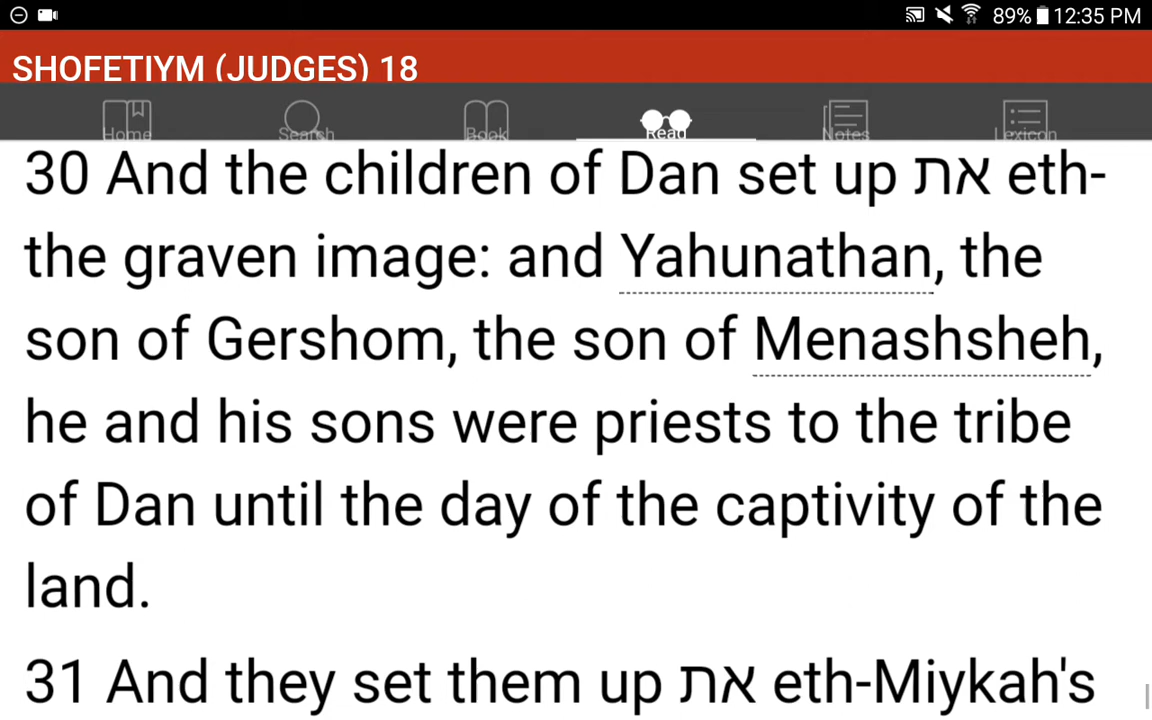 89% 12:35 PM
SHOFETIYM (JUDGES) 18
Home Search Book Read Notes Lexicon
30 And the children of Dan set up את eth-
the graven image: and Yahunathan, the
son of Gershom, the son of Menashsheh,
he and his sons were priests to the tribe
of Dan until the day of the captivity of the
land.
31 And they set them up את eth-Miykah's